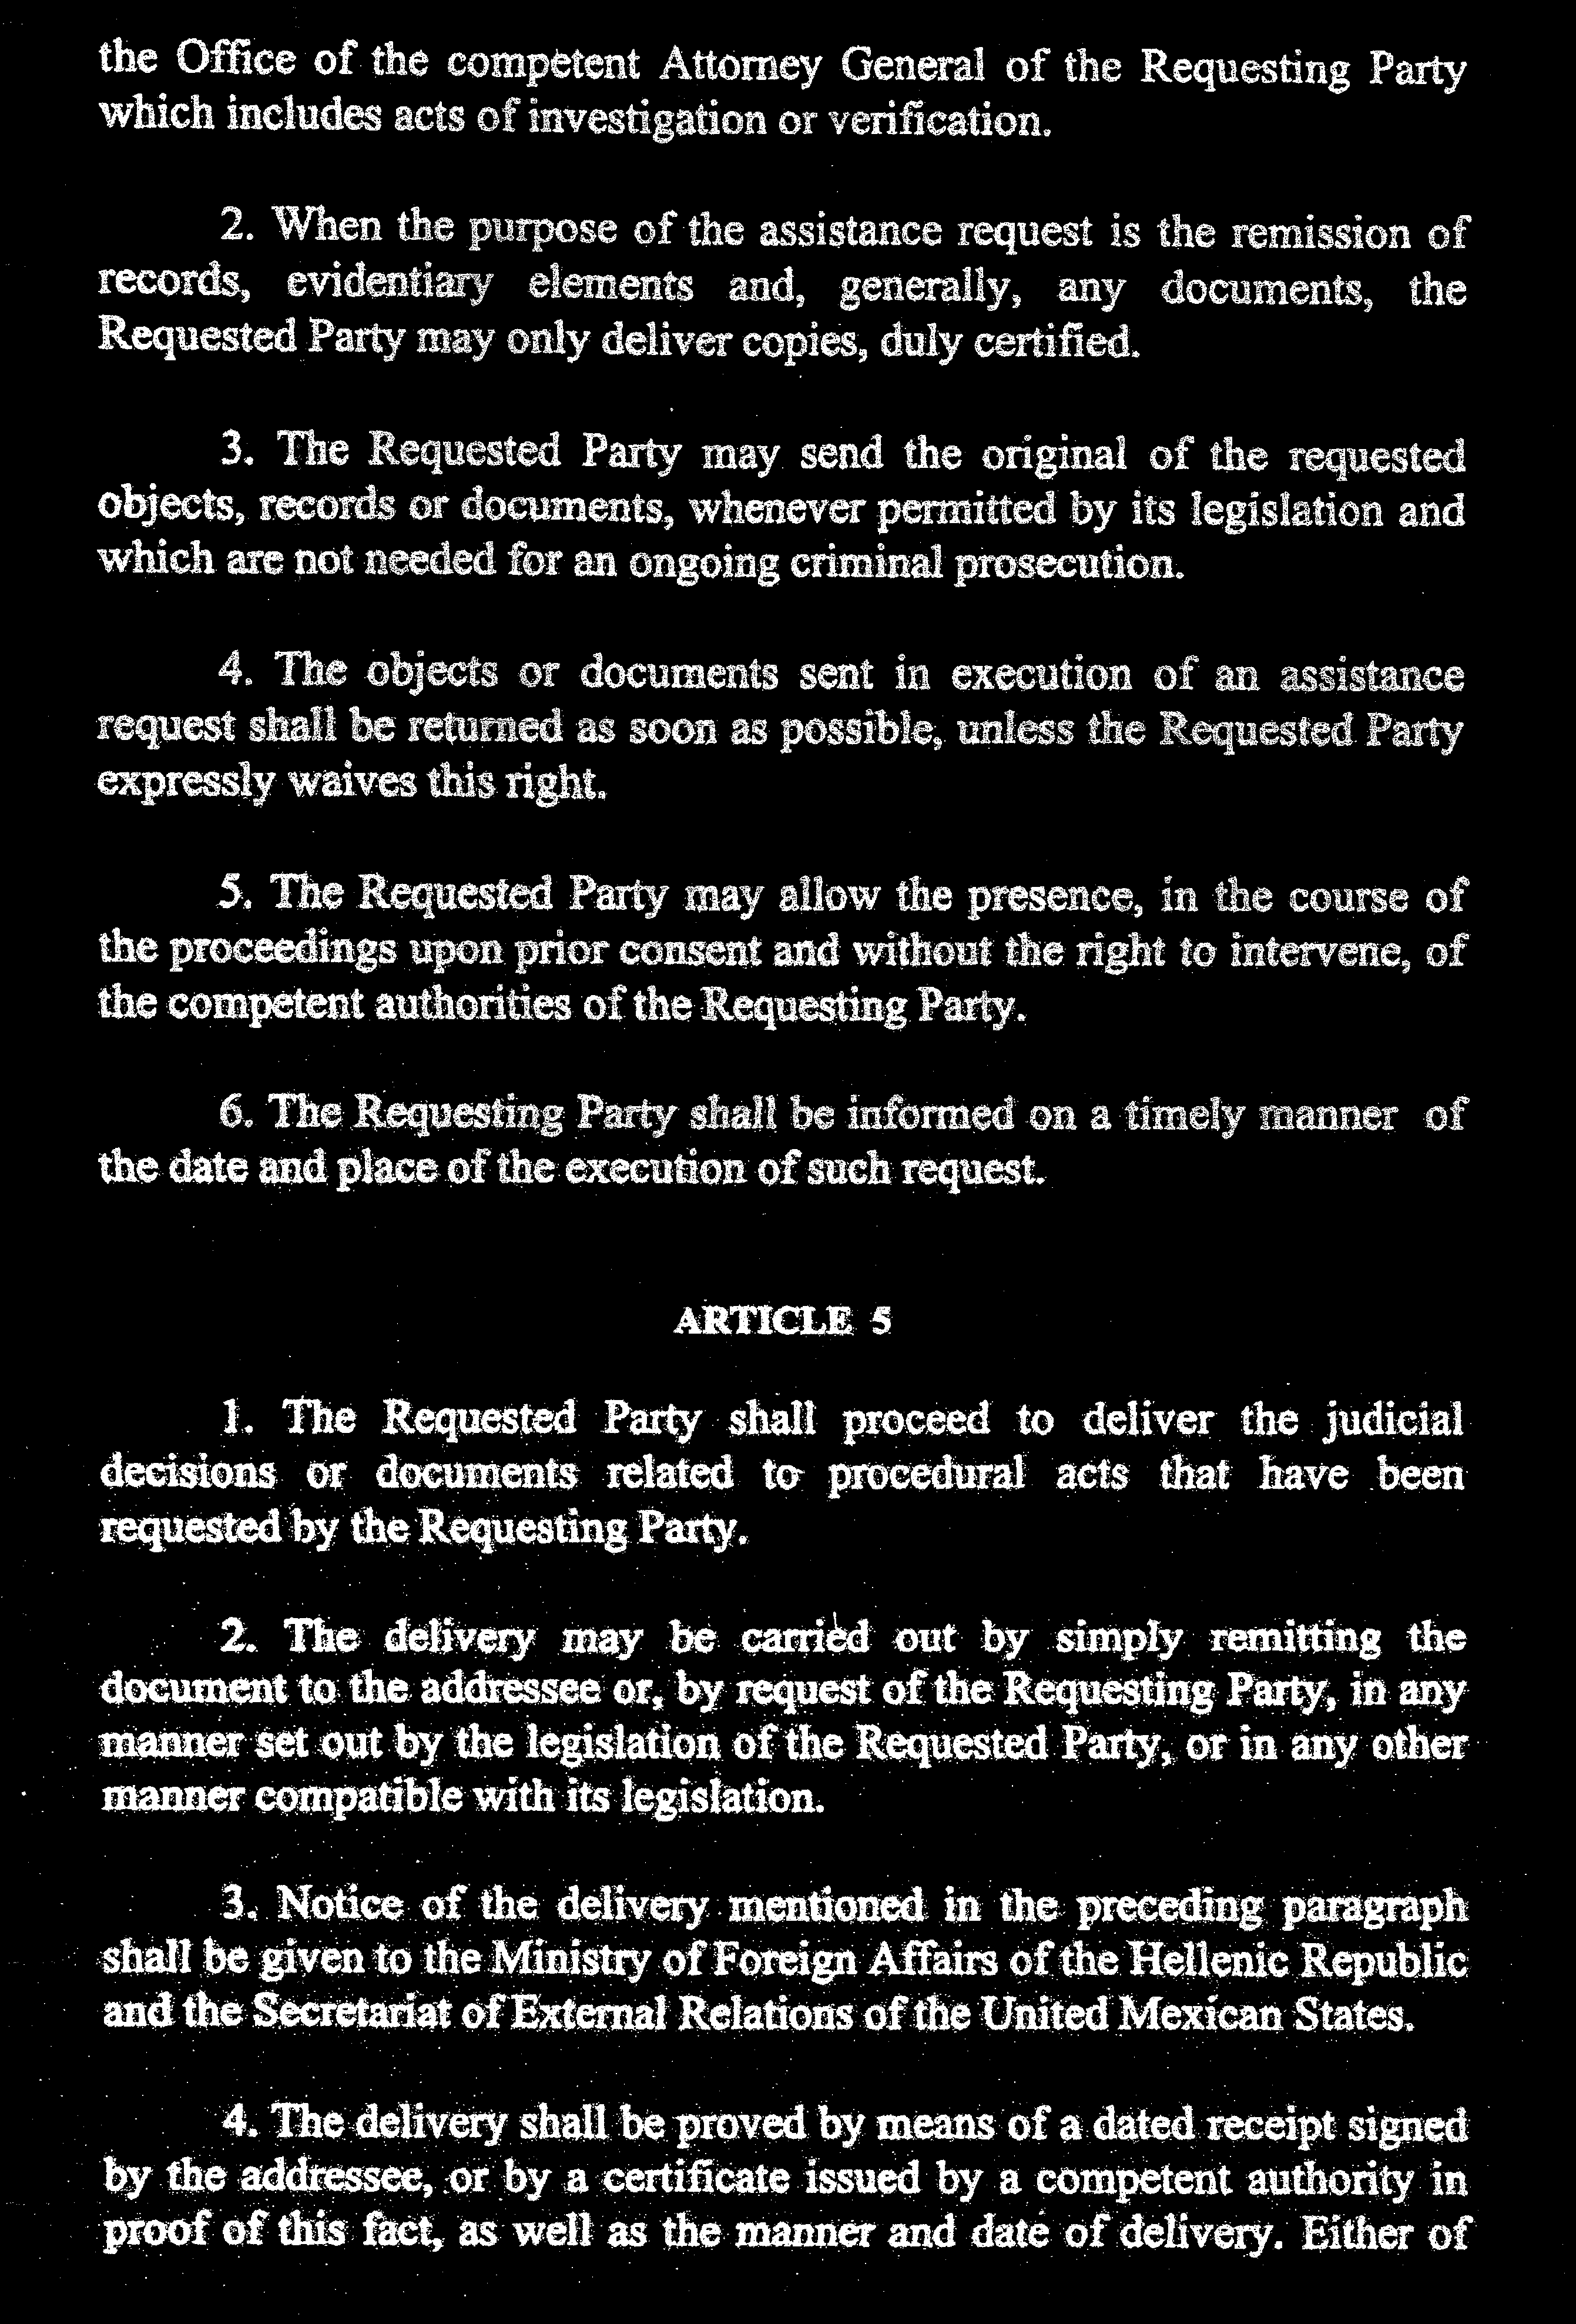 the Office of the competent Attorney General of the Requesting Party
which includes acts of investigation or verification.
2. When the purpose of the assistance request is the remission of
records, evidentiary elements and, generally, any documents, the
Requested Party may only deliver copies, duly certified.
3. The Requested Party may send the original of the requested
objects, records or documents, whenever permitted by its legislation and
which are not needed for an ongoing criminal prosecution.
4. The objects or documents sent in execution of an assistance
request shall be returned as soon as possible, unless the Requested Party
expressly waives this right.
5. The Requested Party may allow the presence, in the course of
the proceedings upon prior consent and without the right to intervene, of
the competent authorities of the Requesting Party.
6. The Requesting Party shall be informed on a timely manner of
the date and place of the execution of such request.
ARTICLE 5
1. The Requested Party shall proceed to deliver the judicial
decisions or documents related to procedural acts that have been
requested by the Requesting Party.
2. The delivery may be carried out by simply remitting the
document to the addressee or, by request of the Requesting Party, in any
manner set out by the legislation of the Requested Party, or in any other
manner compatible with its legislation.
3. Notice of the delivery mentioned in the preceding paragraph
shall be given to the Ministry of Foreign Affairs of the Hellenic Republic
and the Secretariat of External Relations of the United Mexican States.
4. The delivery shall be proved by means of a dated receipt signed
by the addressee, or by a certificate issued by a competent authority in
proof of this fact, as well as the manner and date of delivery. Either of